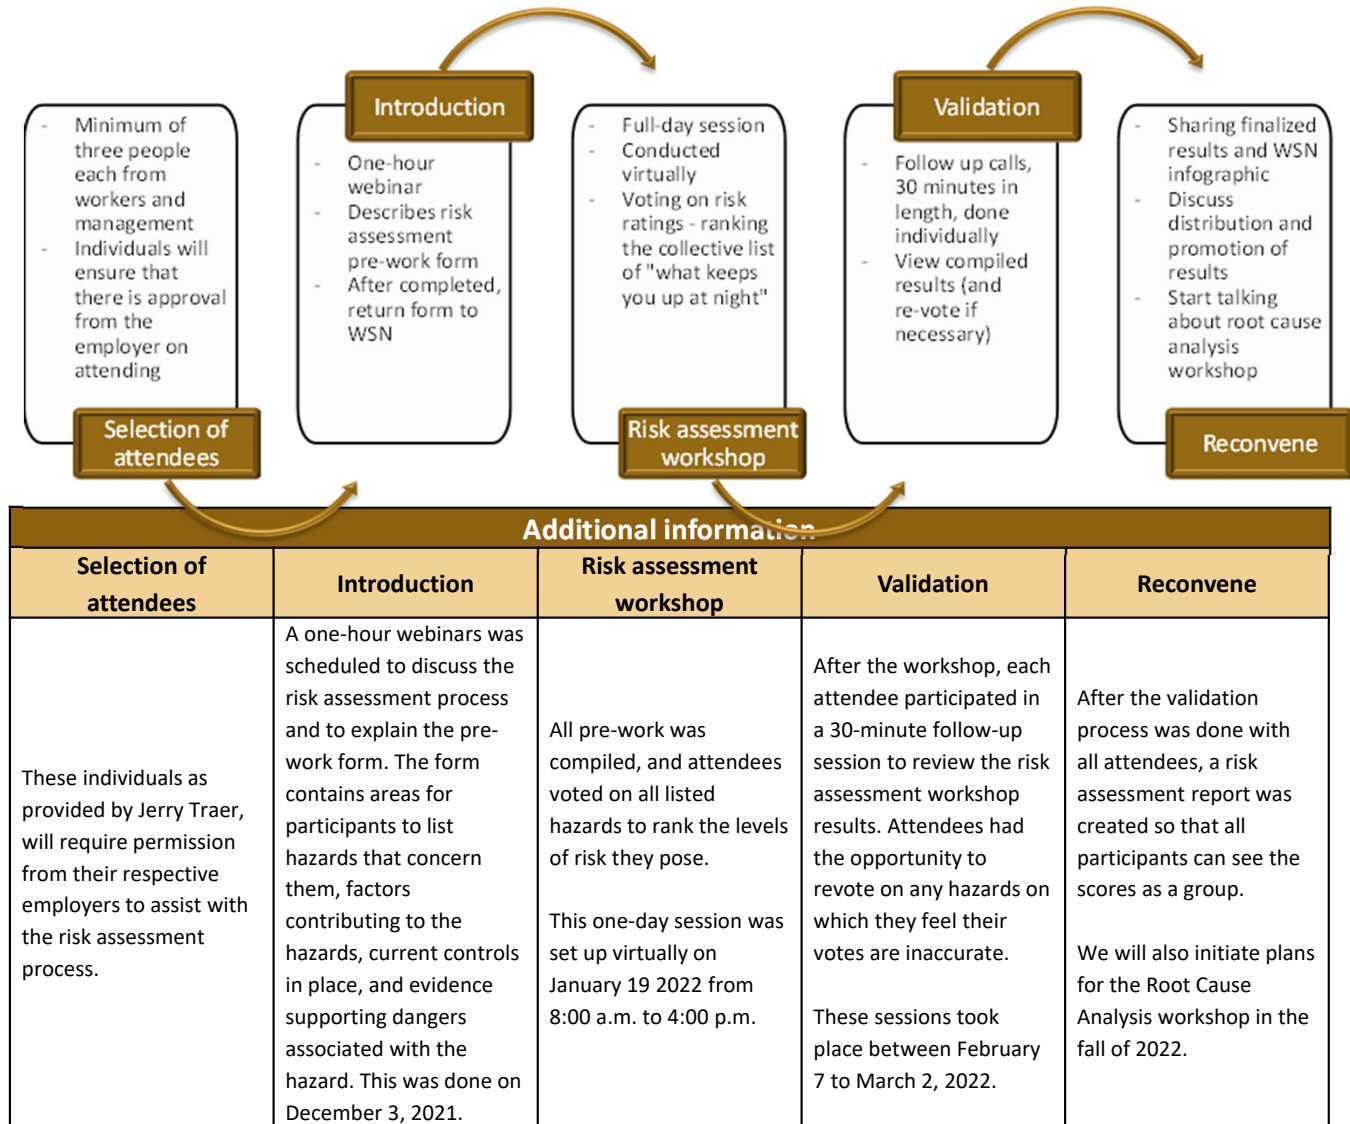 - Minimum of
three people
each from
workers and
management
- Individuals will
ensure that
there is approval
from the
employer on
attending
Selection of
attendees
Introduction
- One-hour
webinar
- Describes risk
assessment
pre-work form
- After completed,
return form to
WSN
- Full-day session
- Conducted
virtually
- Voting on risk
ratings - ranking
the collective list
of "what keeps
you up at night"
Risk assessment
workshop
Validation
- Follow up calls,
30 minutes in
length, done
individually
- View compiled
results (and
re-vote if
necessary)
- Sharing finalized
results and WSN
infographic
- Discuss
distribution and
promotion of
results
- Start talking
about root cause
analysis
workshop
Reconvene
Additional information
Selection of
attendees
Introduction
Risk assessment
workshop
Validation
Reconvene
These individuals as
provided by Jerry Traer,
will require permission
from their respective
employers to assist with
the risk assessment
process.
A one-hour webinars was
scheduled to discuss the
risk assessment process
and to explain the pre-
work form. The form
contains areas for
participants to list
hazards that concern
them, factors
contributing to the
hazards, current controls
in place, and evidence
supporting dangers
associated with the
hazard. This was done on
December 3, 2021.
All pre-work was
compiled, and attendees
voted on all listed
hazards to rank the levels
of risk they pose.
This one-day session was
set up virtually on
January 19 2022 from
8:00 a.m. to 4:00 p.m.
After the workshop, each
attendee participated in
a 30-minute follow-up
session to review the risk
assessment workshop
results. Attendees had
the opportunity to
revote on any hazards on
which they feel their
votes are inaccurate.
These sessions took
place between February
7 to March 2, 2022.
After the validation
process was done with
all attendees, a risk
assessment report was
created so that all
participants can see the
scores as a group.
We will also initiate plans
for the Root Cause
Analysis workshop in the
fall of 2022.